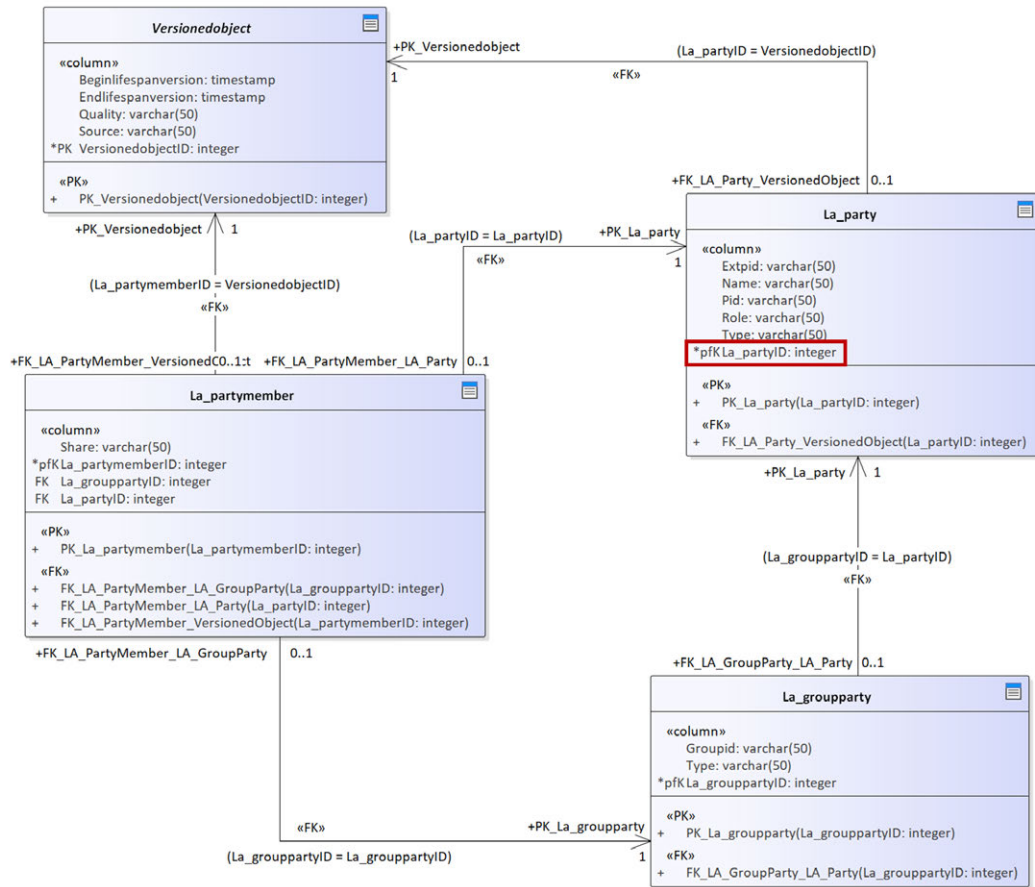 Versionedobject
«column»
Beginlifespanversion: timestamp
Endlifespanversion: timestamp
Quality: varchar(50)
Source: varchar(50)
*PK VersionedobjectID: integer
«PK»
+ PK_Versionedobject(VersionedobjectID: integer)
+PK_Versionedobject
1
(La_partyID = VersionedobjectID)
«FK»
+FK_LA_Party_VersionedObject
0..1
+PK_Versionedobject
1
(La_partymemberID = VersionedobjectID)
«FK»
(La_partyID = La_partyID)
«FK»
+PK_La_party
1
La_party
«column»
Extpid: varchar(50)
Name: varchar(50)
Pid: varchar(50)
Role: varchar(50)
Type: varchar(50)
*pfK La_partyID: integer
«PK»
+ PK_La_party(La_partyID: integer)
«FK»
+ FK_LA_Party_VersionedObject(La_partyID: integer)
+FK_LA_PartyMember_Versioned
0..1
+FK_LA_PartyMember_LA_Party
0..1
La_partymember
«column»
Share: varchar(50)
*pfK La_partymemberID: integer
FK La_grouppartyID: integer
FK La_partyID: integer
«PK»
+ PK_La_partymember(La_partymemberID: integer)
«FK»
+ FK_LA_PartyMember_LA_GroupParty(La_grouppartyID: integer)
+ FK_LA_PartyMember_LA_Party(La_partyID: integer)
+ FK_LA_PartyMember_VersionedObject(La_partymemberID: integer)
+PK_La_party
1
(La_grouppartyID = La_partyID)
«FK»
+FK_LA_GroupParty_LA_Party
0..1
+FK_LA_PartyMember_LA_GroupParty
0..1
La_groupparty
«column»
Groupid: varchar(50)
Type: varchar(50)
*pfK La_grouppartyID: integer
«PK»
+ PK_La_groupparty(La_grouppartyID: integer)
«FK»
+ FK_LA_GroupParty_LA_Party(La_grouppartyID: integer)
«FK»
+PK_La_groupparty
(La_grouppartyID = La_grouppartyID)
1